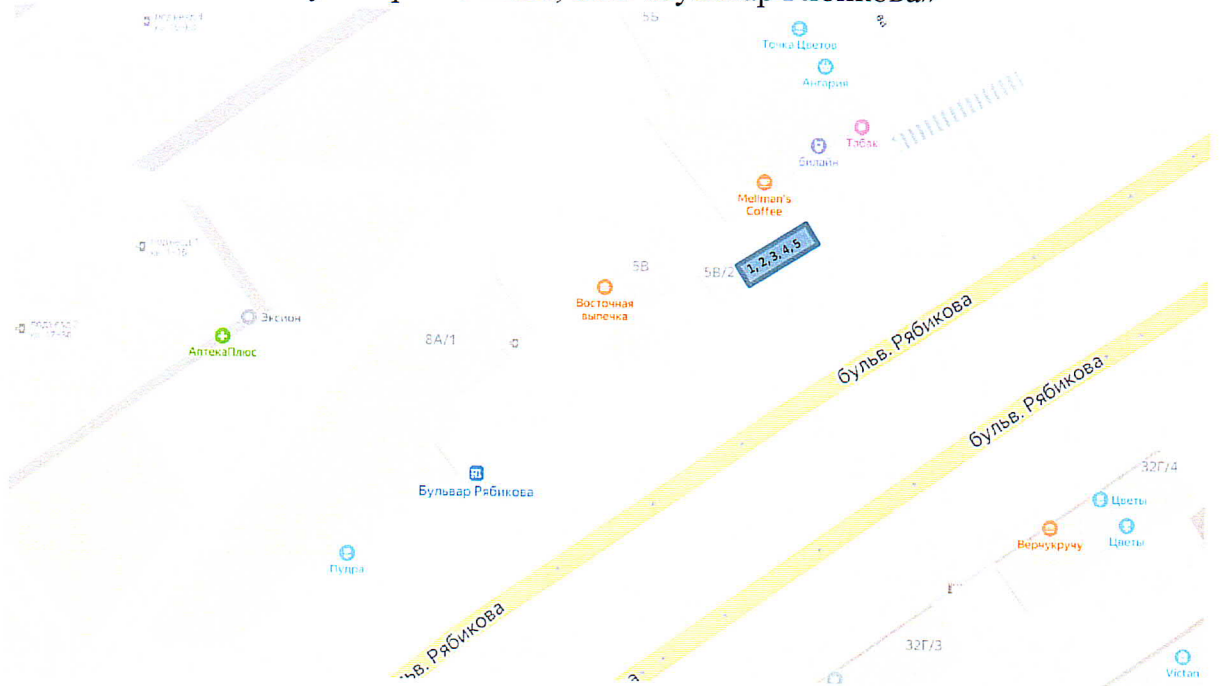 5Б
Точка Цветов
Ангария
Табак
билайн
Mellman's
Coffee
1, 2, 3, 4, 5
5В
5В/2
Восточная
выпечка
Эксион
АптекаПлюс
8А/1
бульв. Рябикова
бульв. Рябикова
Бульвар Рябикова
Пудра
32Г/4
Цветы
Верчукручу
Цветы
ьв. Рябикова
32Г/3
Victan